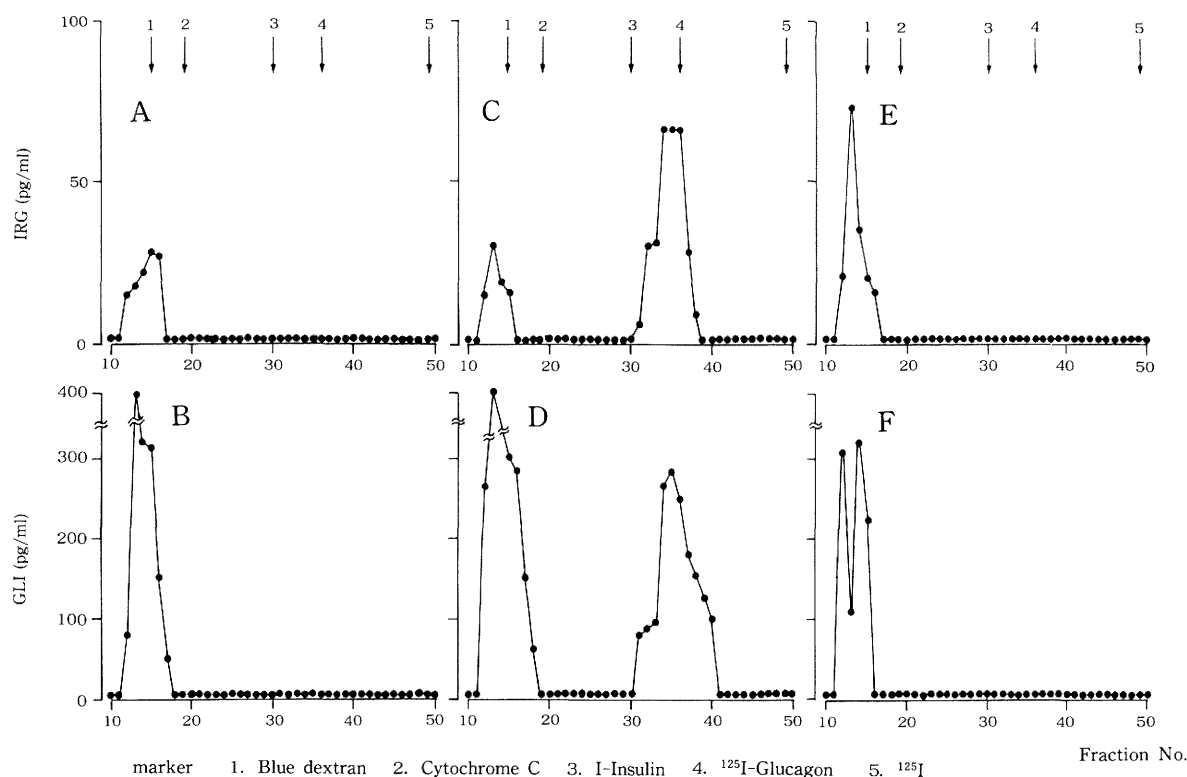 100
1 2 3 4 5
1 2 3 4 5
1 2 3 4 5
A
C
E
IRG (pg/ml)
50
0
10 20 30 40 50
10 20 30 40 50
10 20 30 40 50
400
B
D
F
300
GLI (pg/ml)
200
100
0
10 20 30 40 50
10 20 30 40 50
10 20 30 40 50
Fraction No.
marker 1. Blue dextran 2. Cytochrome C 3. I-Insulin 4. ¹²⁵I-Glucagon 5. ¹²⁵I